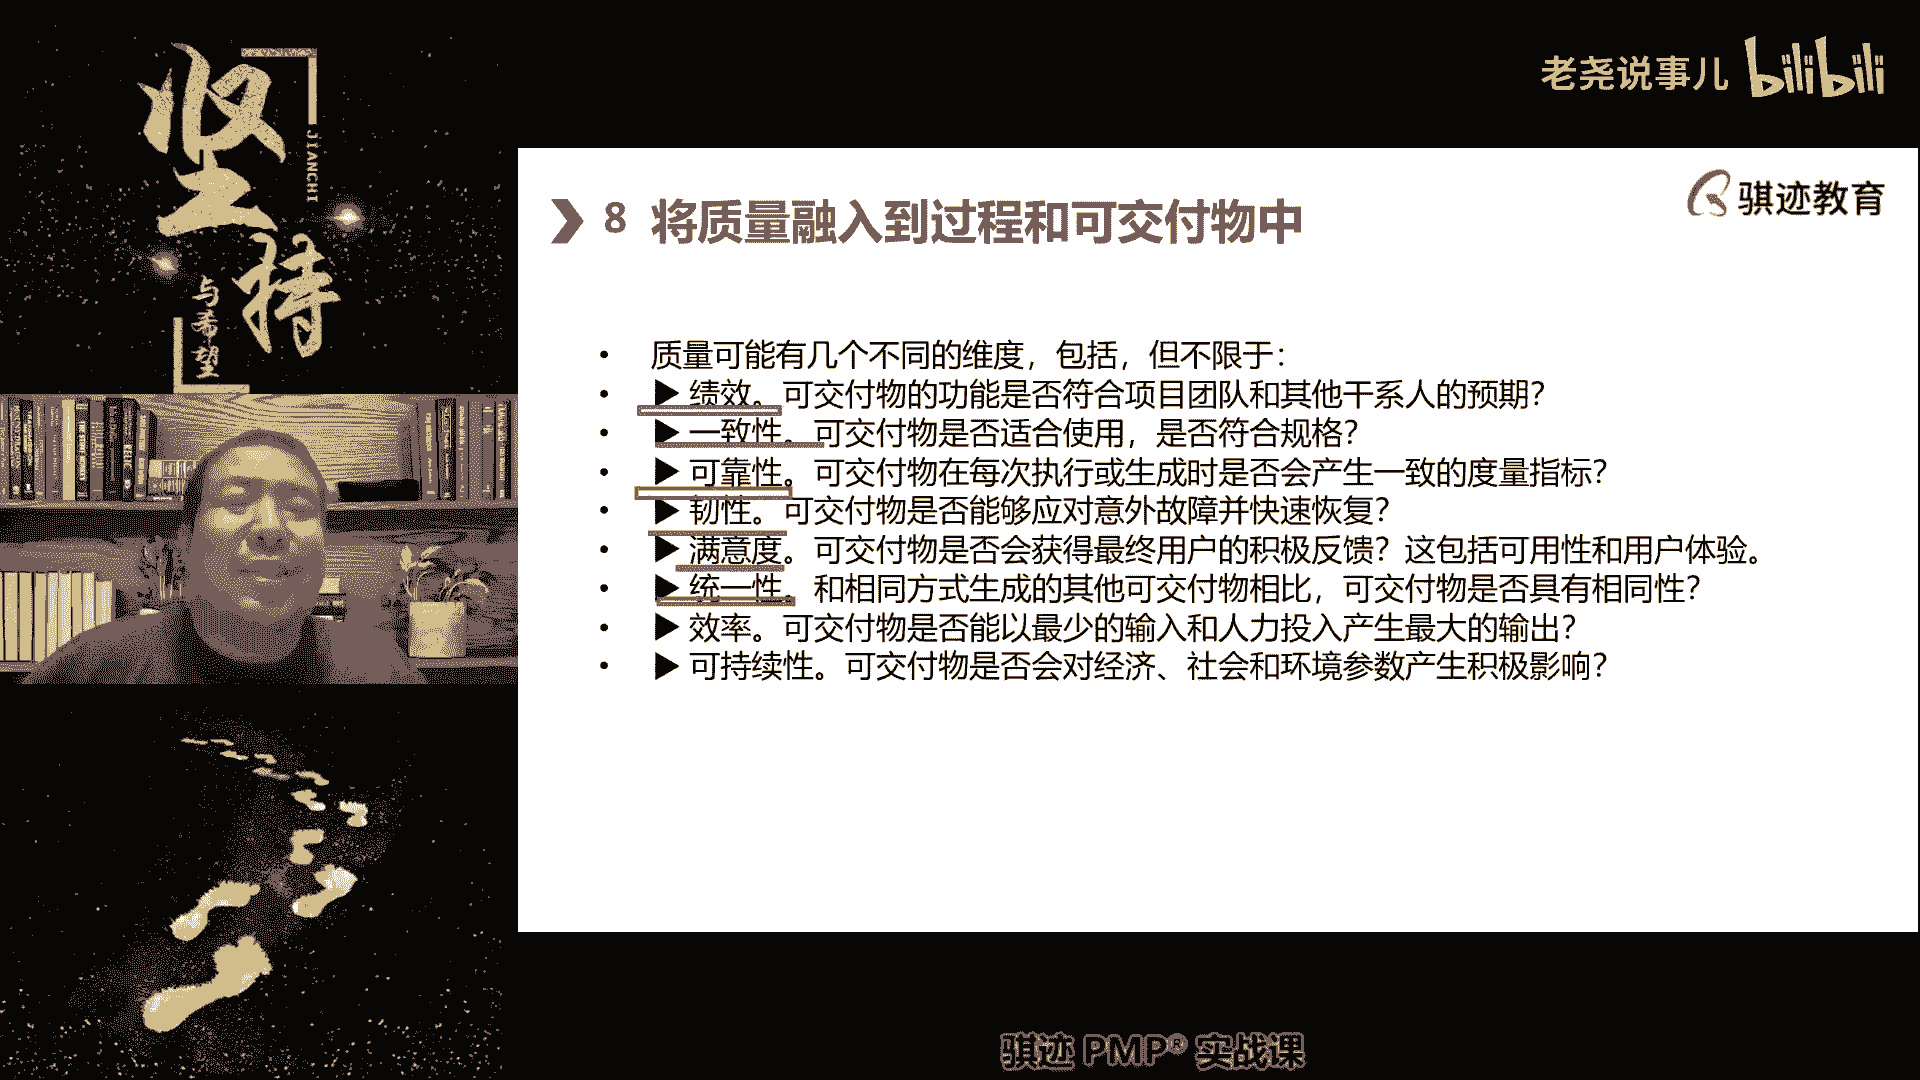 坚持
JIANCHI
与希望
老尧说事儿 bilibili
骐迹教育
8 将质量融入到过程和可交付物中
• 质量可能有几个不同的维度，包括，但不限于：
• ▶ 绩效。可交付物的功能是否符合项目团队和其他干系人的预期？
• ▶ 一致性。可交付物是否适合使用，是否符合规格？
• ▶ 可靠性。可交付物在每次执行或生成时是否会产生一致的度量指标？
• ▶ 韧性。可交付物是否能够应对意外故障并快速恢复？
• ▶ 满意度。可交付物是否会获得最终用户的积极反馈？这包括可用性和用户体验。
• ▶ 统一性。和相同方式生成的其他可交付物相比，可交付物是否具有相同性？
• ▶ 效率。可交付物是否能以最少的输入和人力投入产生最大的输出？
• ▶ 可持续性。可交付物是否会对经济、社会和环境参数产生积极影响？
骐迹 PMP® 实战课